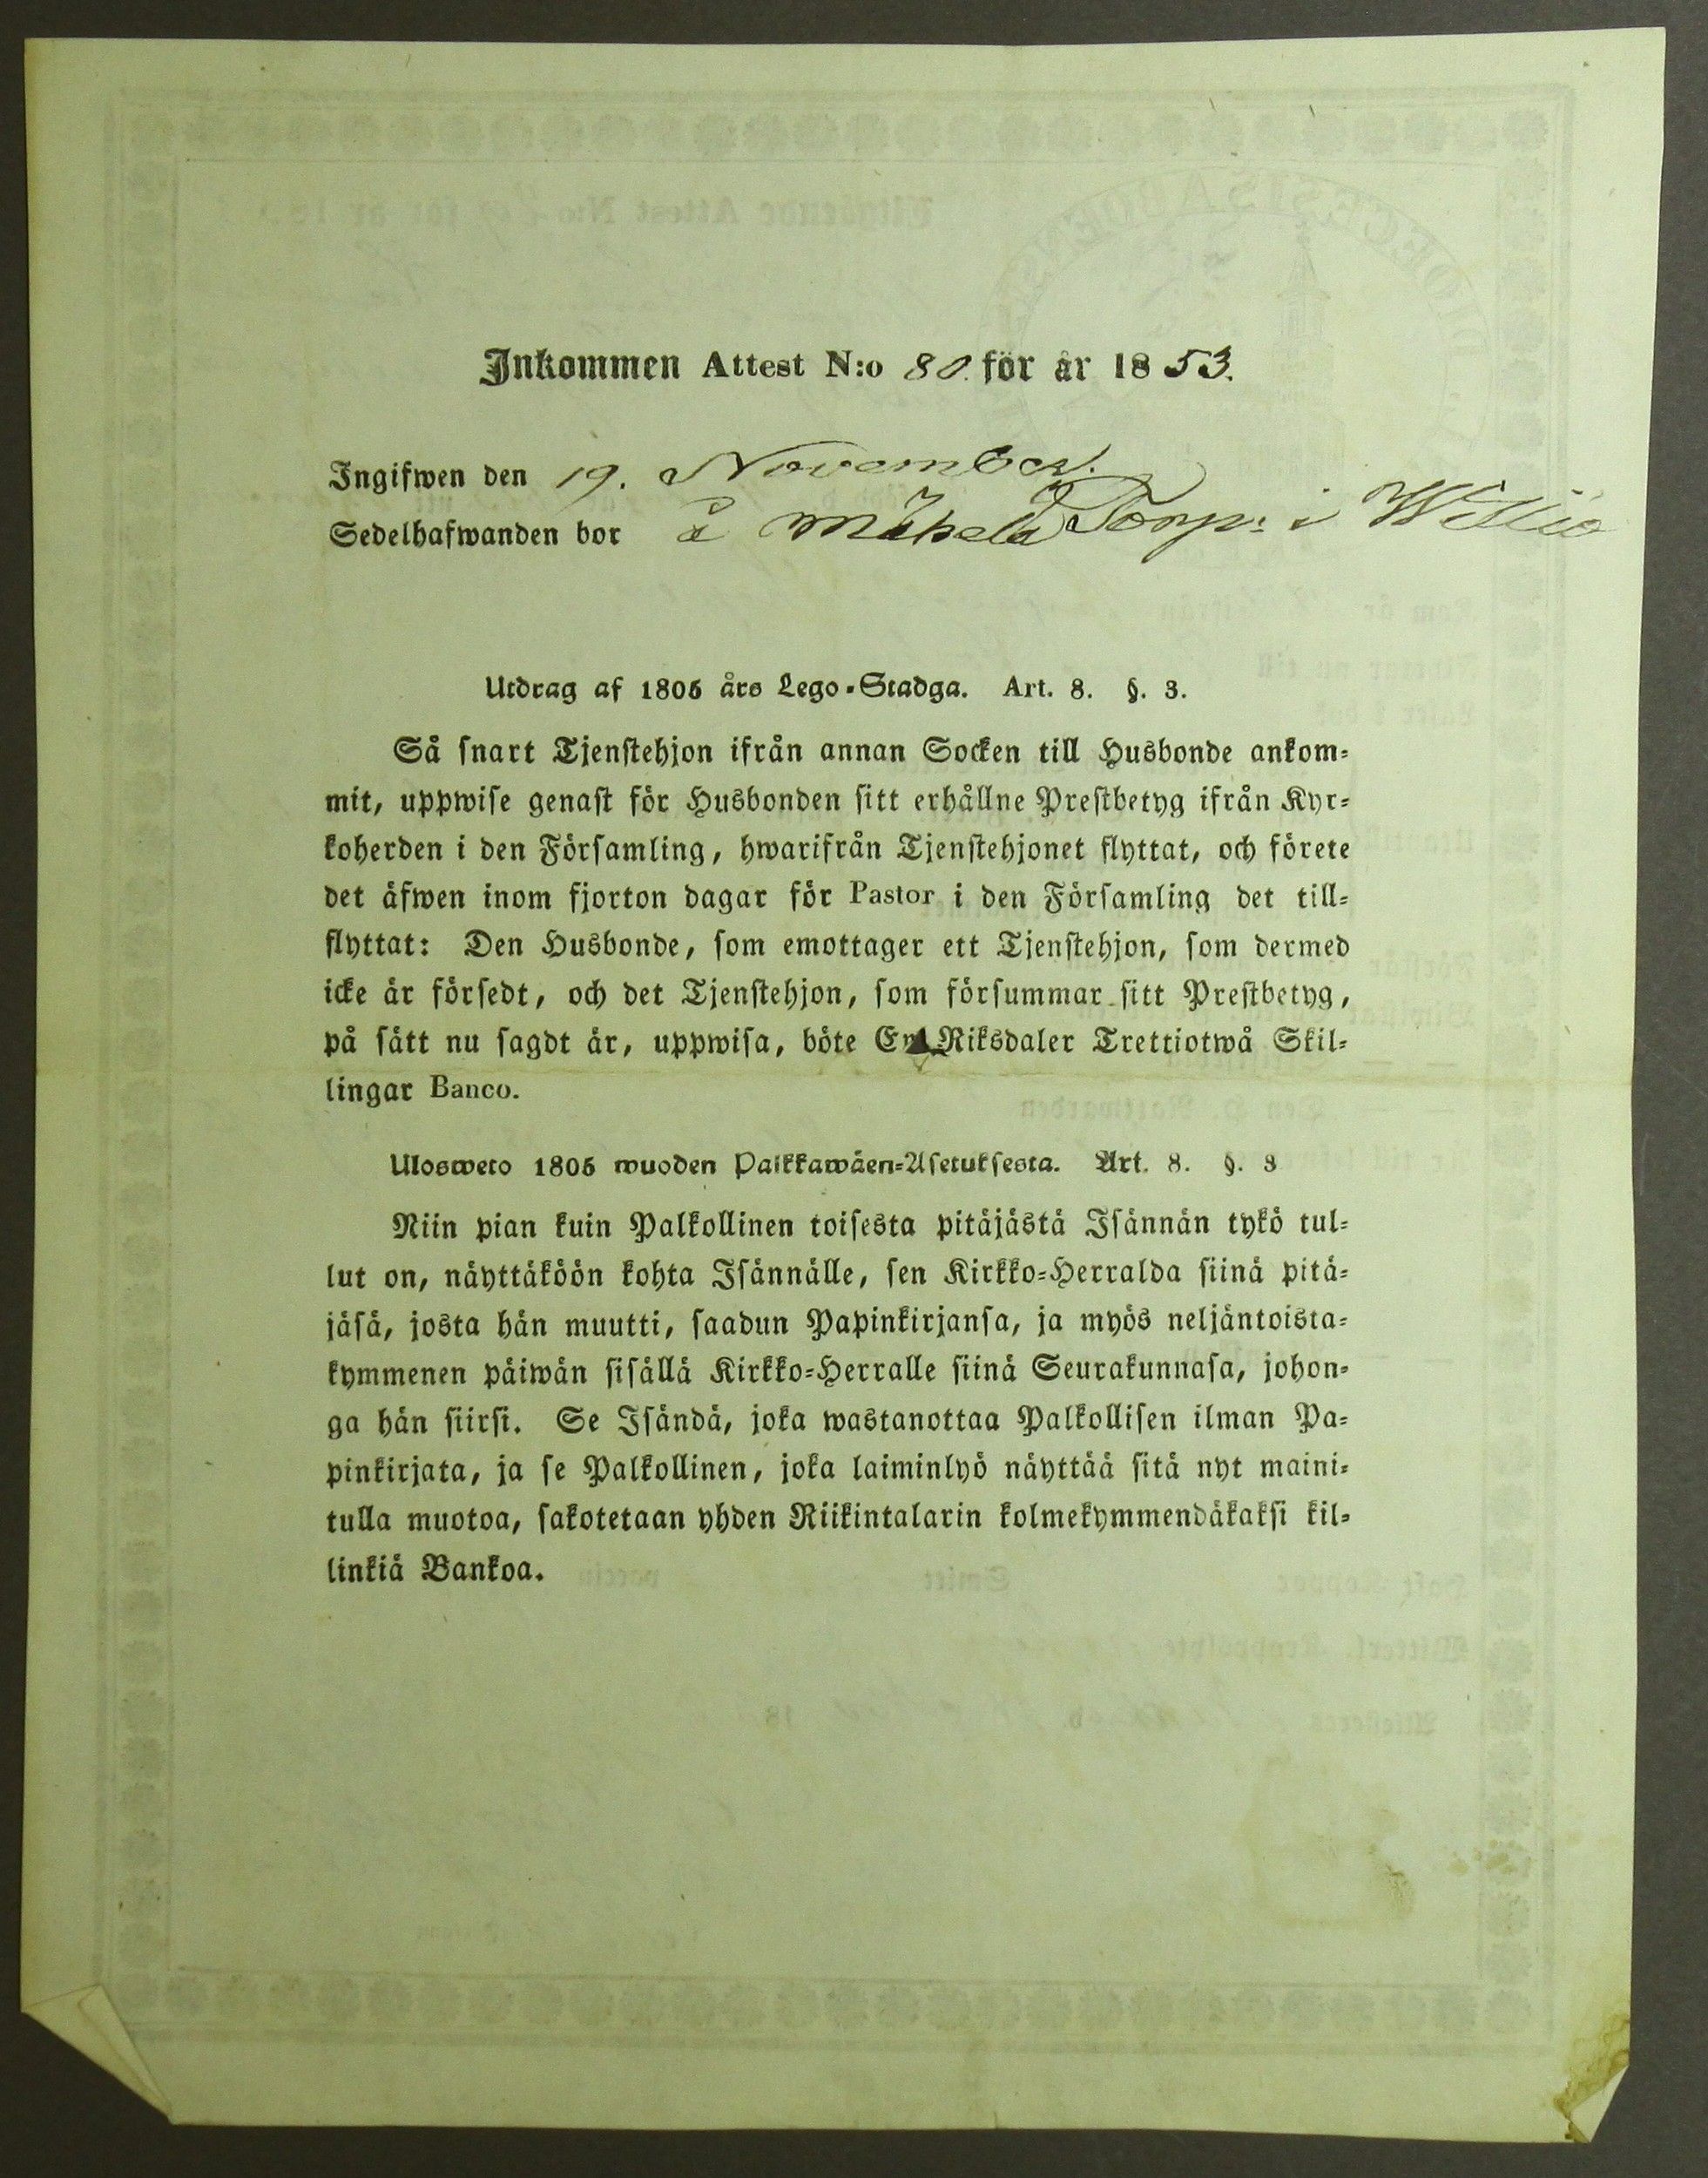 Inkommen Attest N:o 80. för år 1853.
Ingifwen den 19. November.
Sedelhafwanden bor å Mäkelä Torp: i
Utdrag af 1805 års Lego-Stadga. Art. 8. §. 3.
Så snart Tjenstehjon ifrån annan Socken till Husbonde ankom-
mit, uppwise genast för Husbonden sitt erhållne Prestbetyg ifrån Kyr-
koherden i den Församling, hwarifrån Tjenstehjonet flyttat, och förete
det äfwen inom fjorton dagar för Pastor i den Församling det till-
flyttat: Den Husbonde, som emottager ett Tjenstehjon, som dermed
icke är försedt, och det Tjenstehjon, som försummar sitt Prestbetyg,
på sätt nu sagdt är, uppwisa, böte En Riksdaler Trettiotwå Skil-
lingar Banco.
Ulosweto 1805 wuoden Palkkawäen-Asetuksesta. Art. 8. §. 3
Niin pian kuin Palkollinen toisesta pitäjästä Isännän tykö tul-
lut on, näyttäköön kohta Isännälle, sen Kirkko-Herralda siinä pitä-
jäsä, josta hän muutti, saadun Papinkirjansa, ja myös neljäntoista-
kymmenen päiwän sisällä Kirkko-Herralle siinä Seurakunnasa, johon-
ga hän siirsi. Se Isändä, joka wastanottaa Palkollisen ilman Pa-
pinkirjata, ja se Palkollinen, joka laiminlyö näyttää sitä nyt maini-
tulla muotoa, sakotetaan yhden Riikintalarin kolmekymmendäkaksi kil-
linkiä Bankoa.